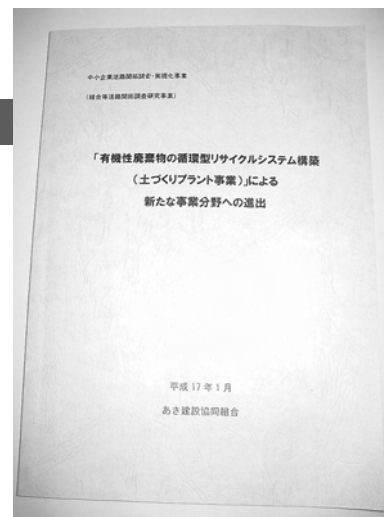 中小企業活路開拓調査・実現化事業
(組合等活路開拓調査研究事業)
「有機性廃棄物の循環型リサイクルシステム構築
(土づくりプラント事業)」による
新たな事業分野への進出
平成17年1月
あさ建設協同組合